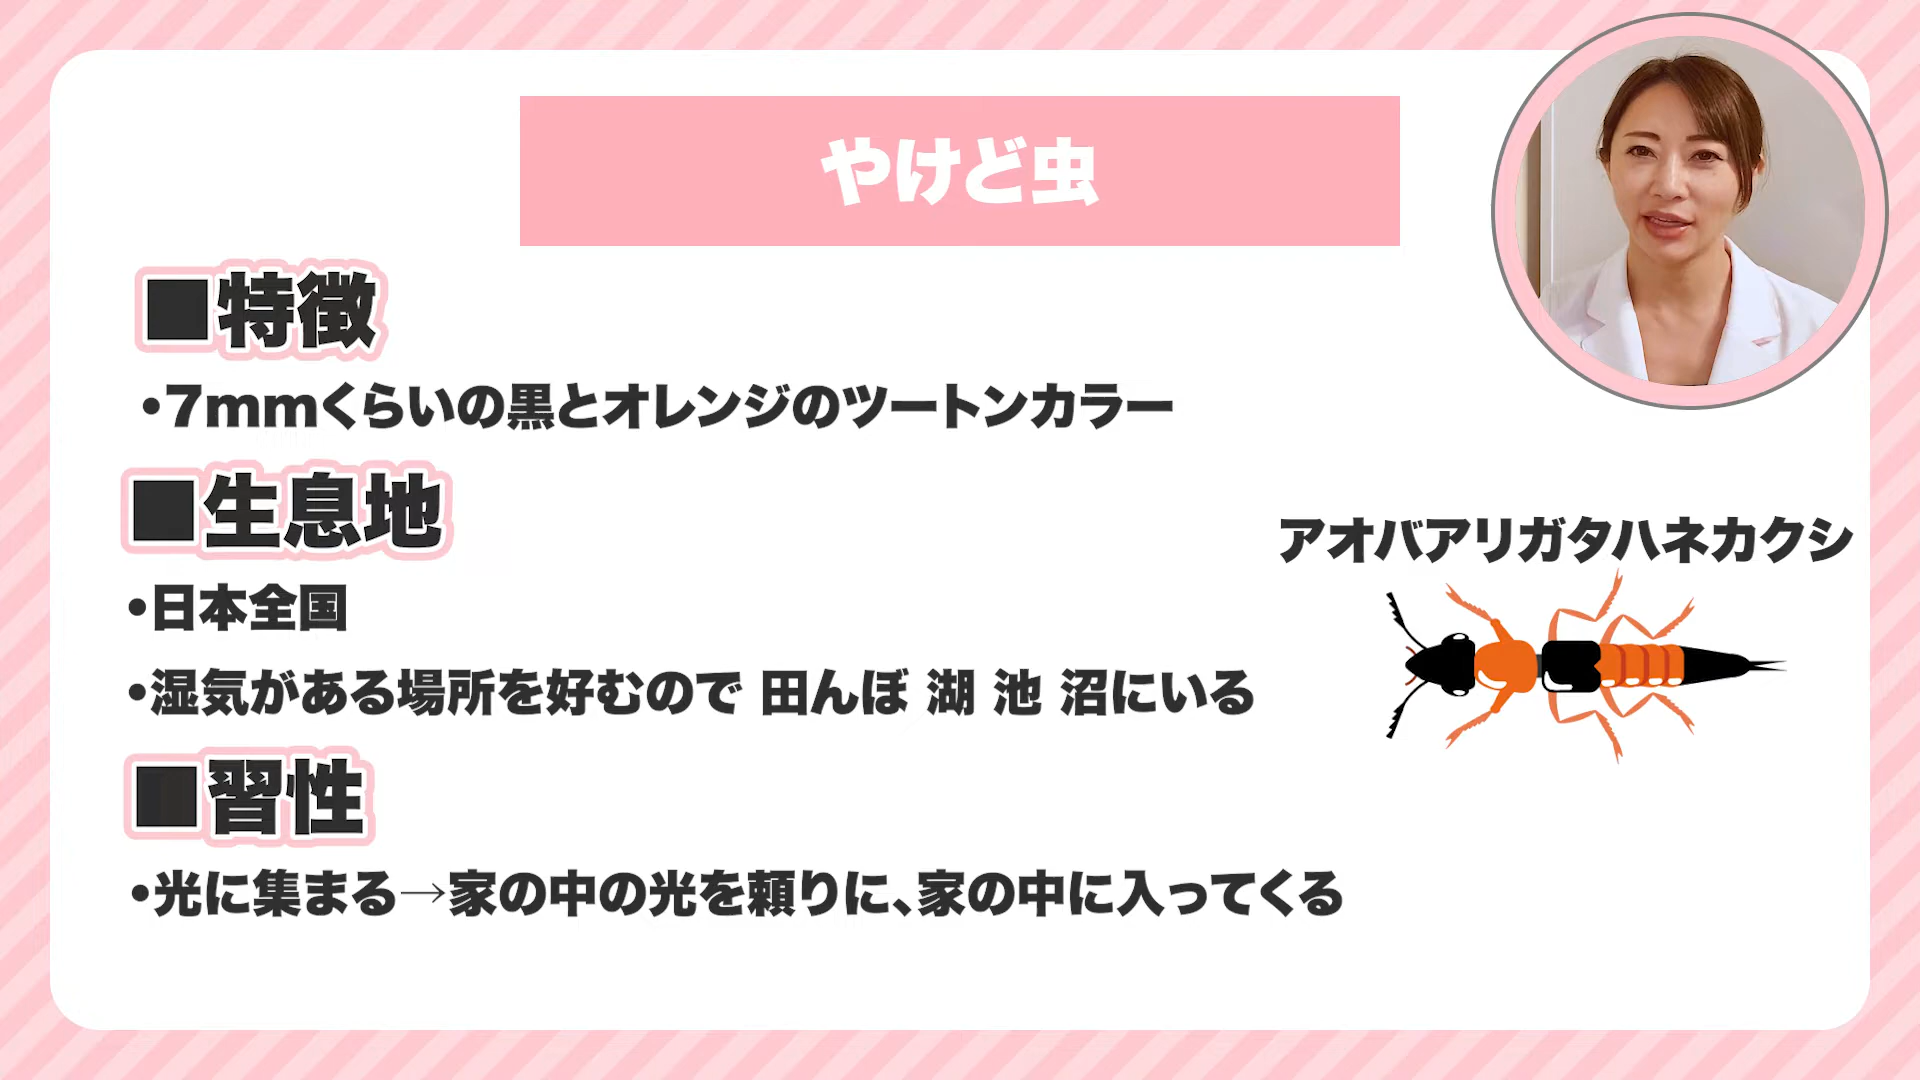 やけど虫
■特徴
•7mmくらいの黒とオレンジのツートンカラー
■生息地
•日本全国
•湿気がある場所を好むので 田んぼ 湖 池 沼にいる
アオバアリガタハネカクシ
■習性
•光に集まる→家の中の光を頼りに、家の中に入ってくる